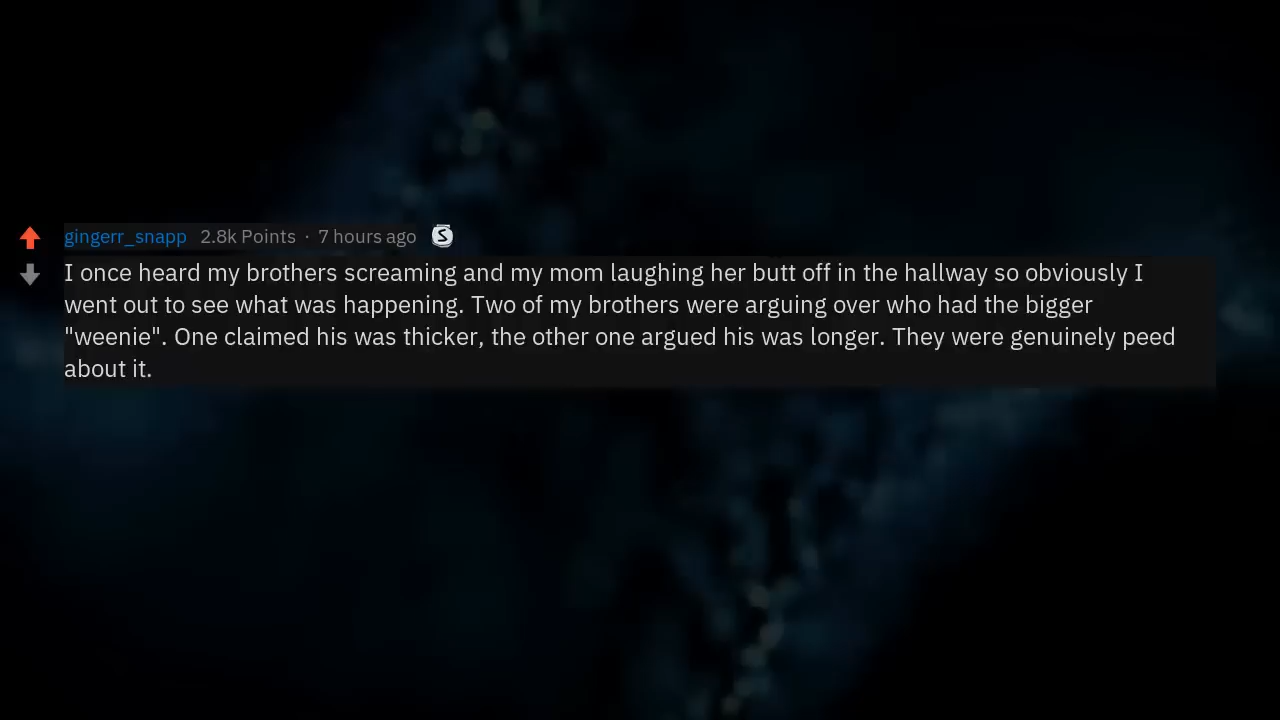 gingerr_snapp 2.8k Points · 7 hours ago S
I once heard my brothers screaming and my mom laughing her butt off in the hallway so obviously I
went out to see what was happening. Two of my brothers were arguing over who had the bigger
"weenie". One claimed his was thicker, the other one argued his was longer. They were genuinely peed
about it.